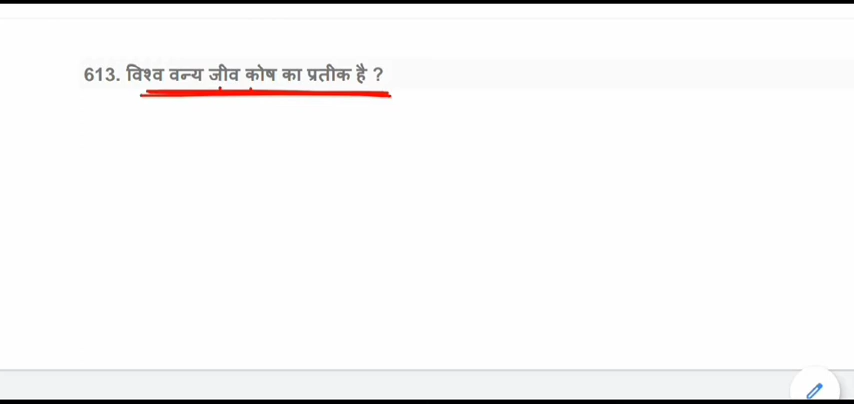 613. विश्व वन्य जीव कोष का प्रतीक है ?